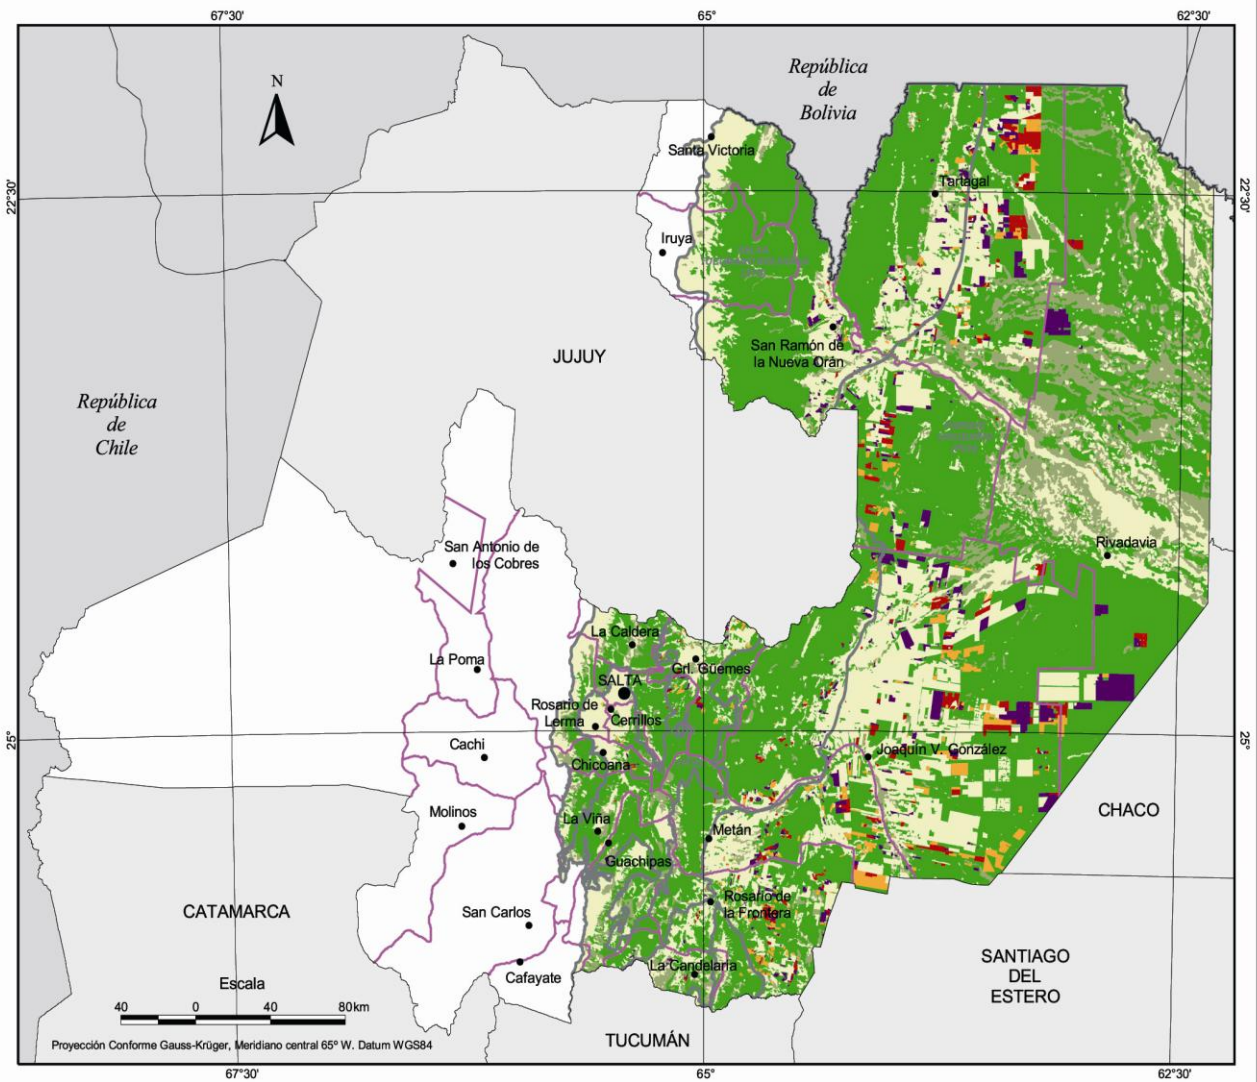 67°30'
65°
62°30'
N
República
de
Bolivia
Santa Victoria
Tartagal
22°30'
22°30'
Iruya
San Ramón de
la Nueva Orán
JUJUY
República
de
Chile
San Antonio de
los Cobres
Rivadavia
La Caldera
La Poma
Grl. Güemes
SALTA
Rosario de
Lerma
Cerrillos
25°
25°
Cachi
Joaquín V. González
Chicoana
Molinos
La Viña
Metán
CHACO
Guachipas
CATAMARCA
San Carlos
Rosario de
la Frontera
Cafayate
La Candelaria
SANTIAGO
DEL
ESTERO
Escala
40 0 40 80km
Proyección Conforme Gauss-Krüger, Meridiano central 65º W. Datum WGS84
TUCUMÁN
67°30'
65°
62°30'